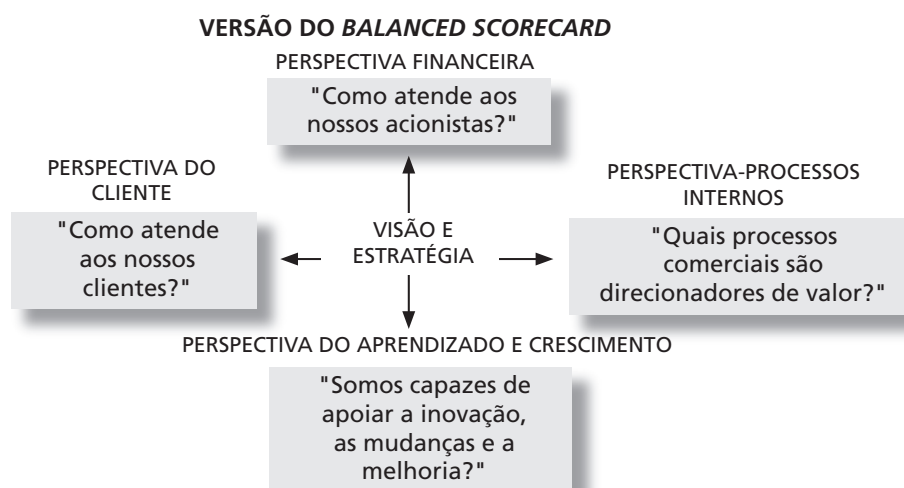 VERSÃO DO BALANCED SCORECARD
PERSPECTIVA FINANCEIRA
"Como atende aos
nossos acionistas?"
PERSPECTIVA DO
CLIENTE
"Como atende
aos nossos
clientes?"
VISÃO E
ESTRATÉGIA
PERSPECTIVA-PROCESSOS
INTERNOS
"Quais processos
comerciais são
direcionadores de valor?"
PERSPECTIVA DO APRENDIZADO E CRESCIMENTO
"Somos capazes de
apoiar a inovação,
as mudanças e a
melhoria?"